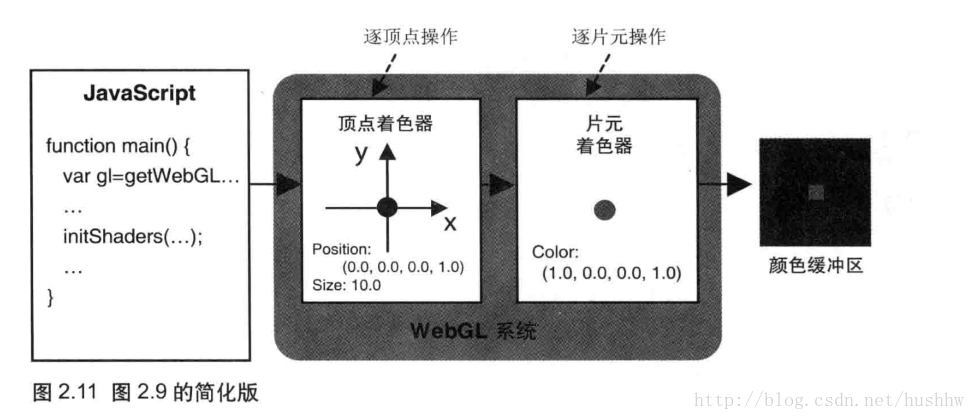 逐顶点操作
逐片元操作
JavaScript
function main() {
var gl=getWebGL…
…
initShaders(…);
…
}
顶点着色器
y
x
Position:
(0.0, 0.0, 0.0, 1.0)
Size: 10.0
片元
着色器
Color:
(1.0, 0.0, 0.0, 1.0)
WebGL 系统
颜色缓冲区
图 2.11 图 2.9 的简化版
http://blog.csdn.net/hushhw